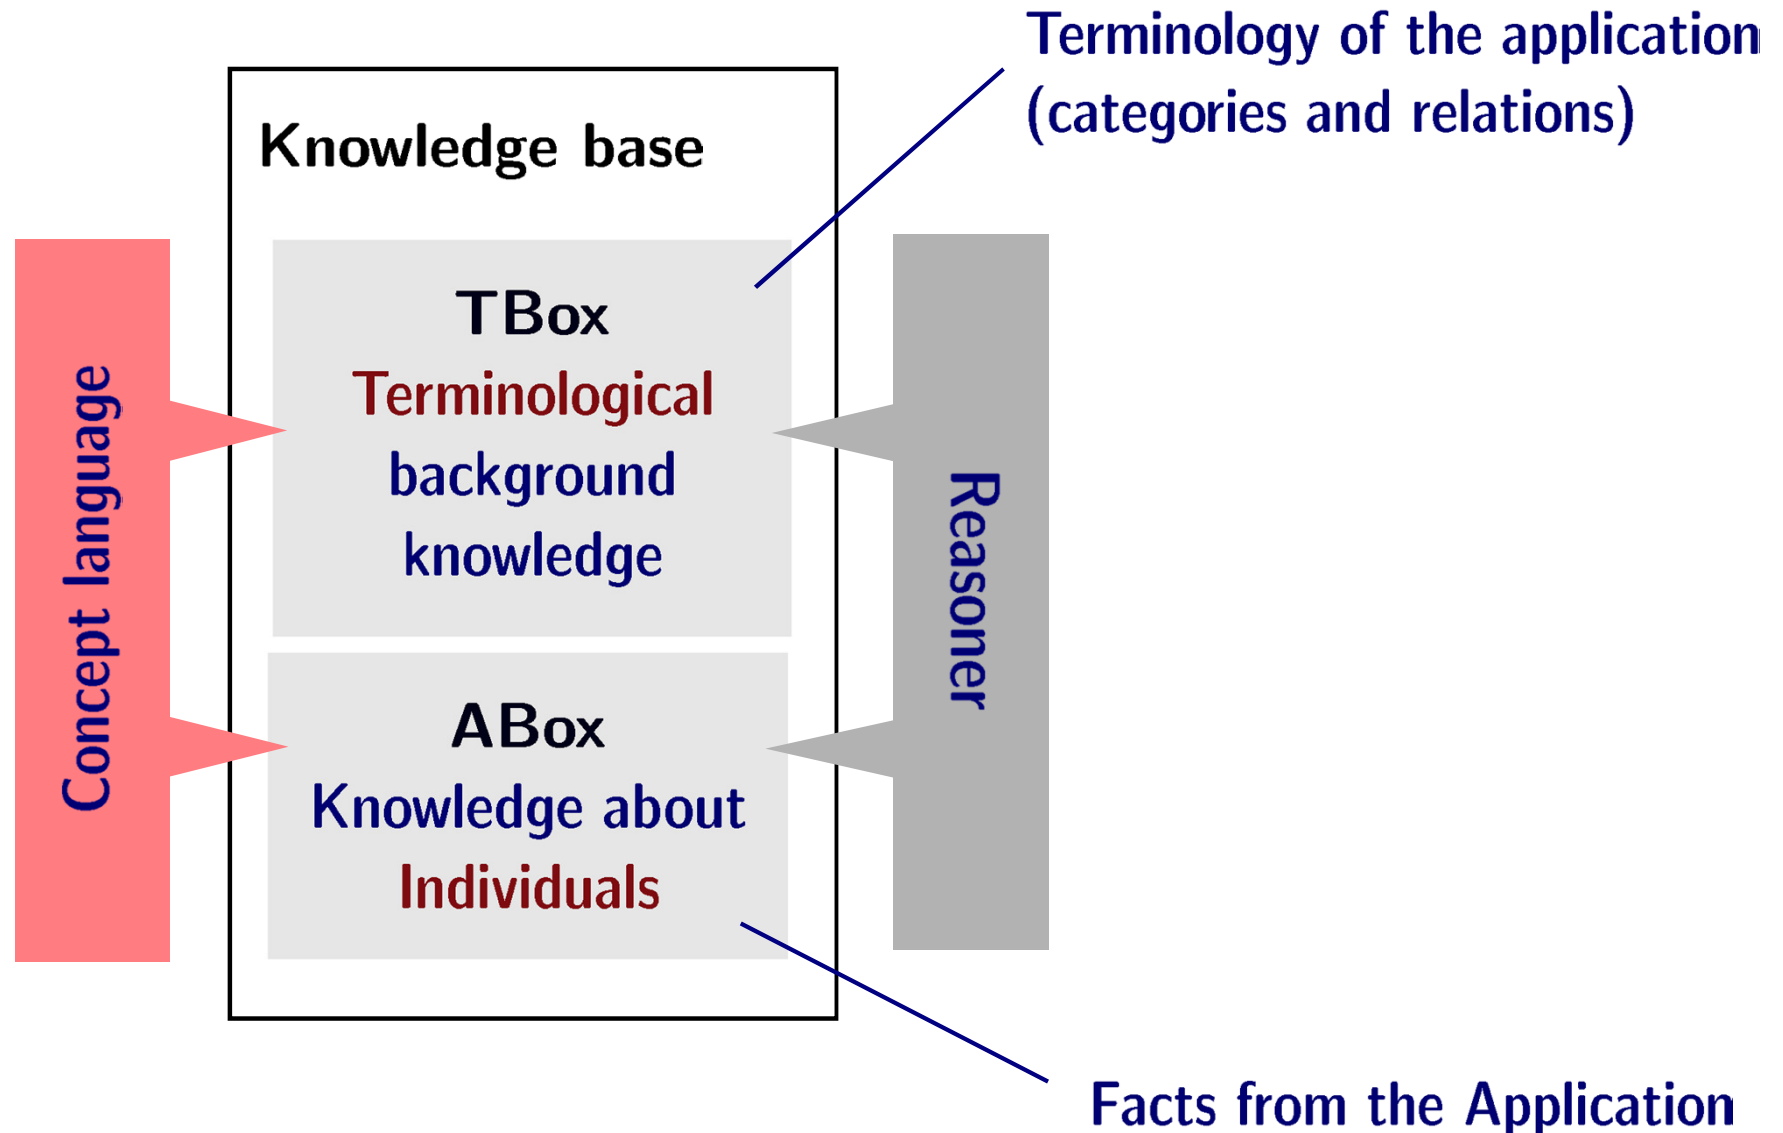 Terminology of the application
(categories and relations)
Knowledge base
Concept language
TBox
Terminological
background
knowledge
ABox
Knowledge about
Individuals
Reasoner
Facts from the Application